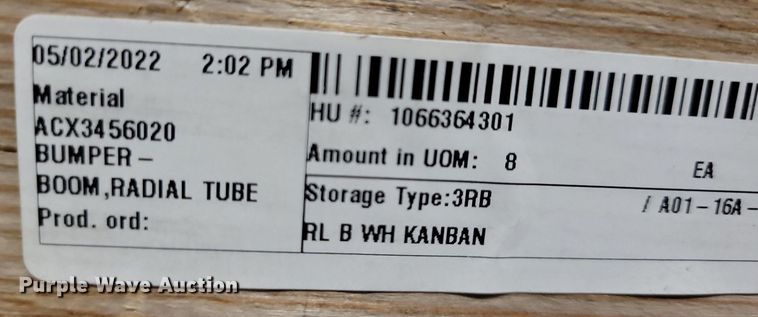 05/02/2022 2:02 PM
Material
ACX3456020
BUMPER -
BOOM,RADIAL TUBE
Prod. ord:
HU #: 1066364301
Amount in UOM: 8 EA
Storage Type:3RB / A01-16A-
RL B WH KANBAN
Purple Wave Auction